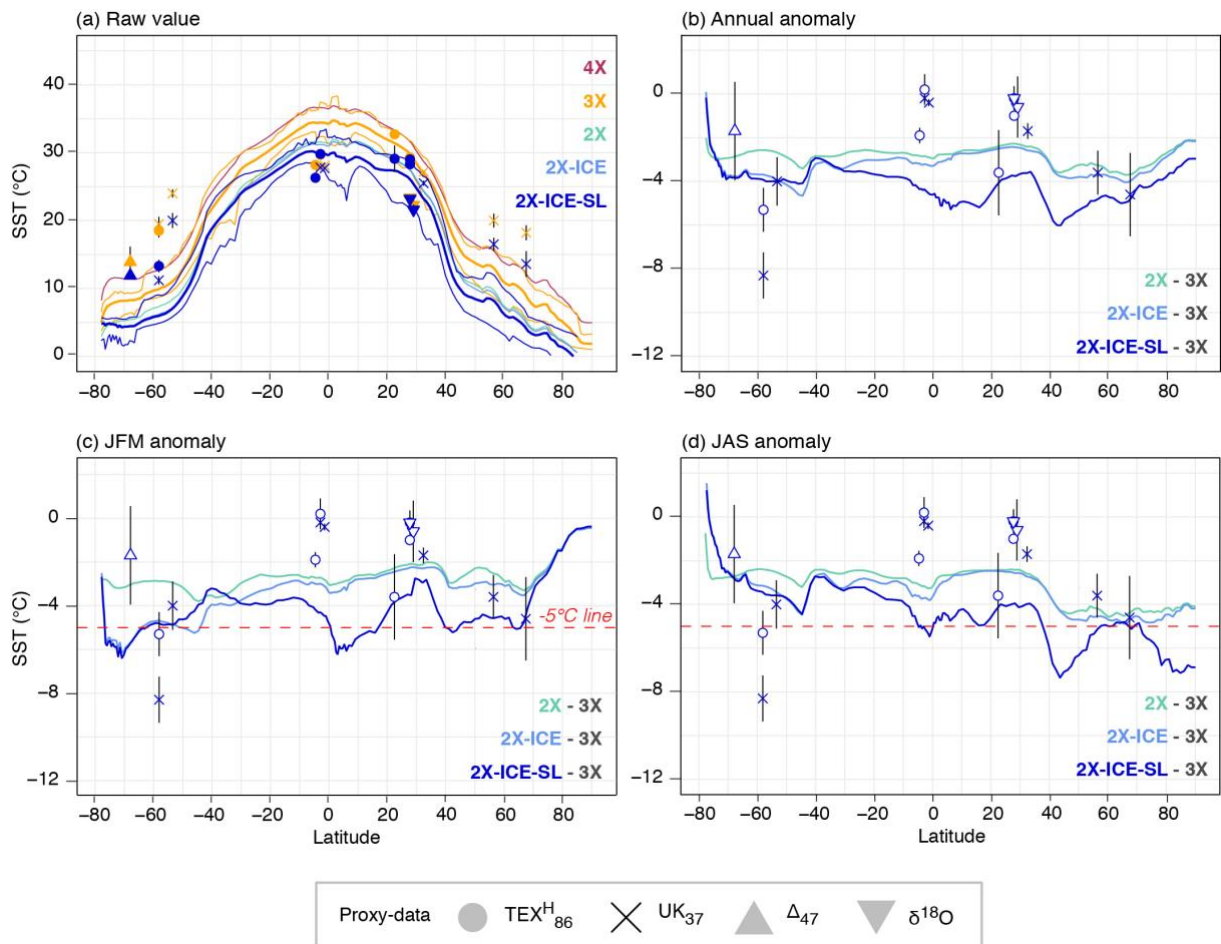 (a) Raw value
SST (°C)
40
30
20
10
0
4X
3X
2X
2X-ICE
2X-ICE-SL
−80 −60 −40 −20 0 20 40 60 80
(b) Annual anomaly
0
−4
−8
−12
2X - 3X
2X-ICE - 3X
2X-ICE-SL - 3X
−80 −60 −40 −20 0 20 40 60 80
(c) JFM anomaly
SST (°C)
0
−4
−8
−12
-5°C line
2X - 3X
2X-ICE - 3X
2X-ICE-SL - 3X
−80 −60 −40 −20 0 20 40 60 80
Latitude
(d) JAS anomaly
0
−4
−8
−12
2X - 3X
2X-ICE - 3X
2X-ICE-SL - 3X
−80 −60 −40 −20 0 20 40 60 80
Latitude
Proxy-data TEX^H_86 UK_37 Δ_47 δ^18O